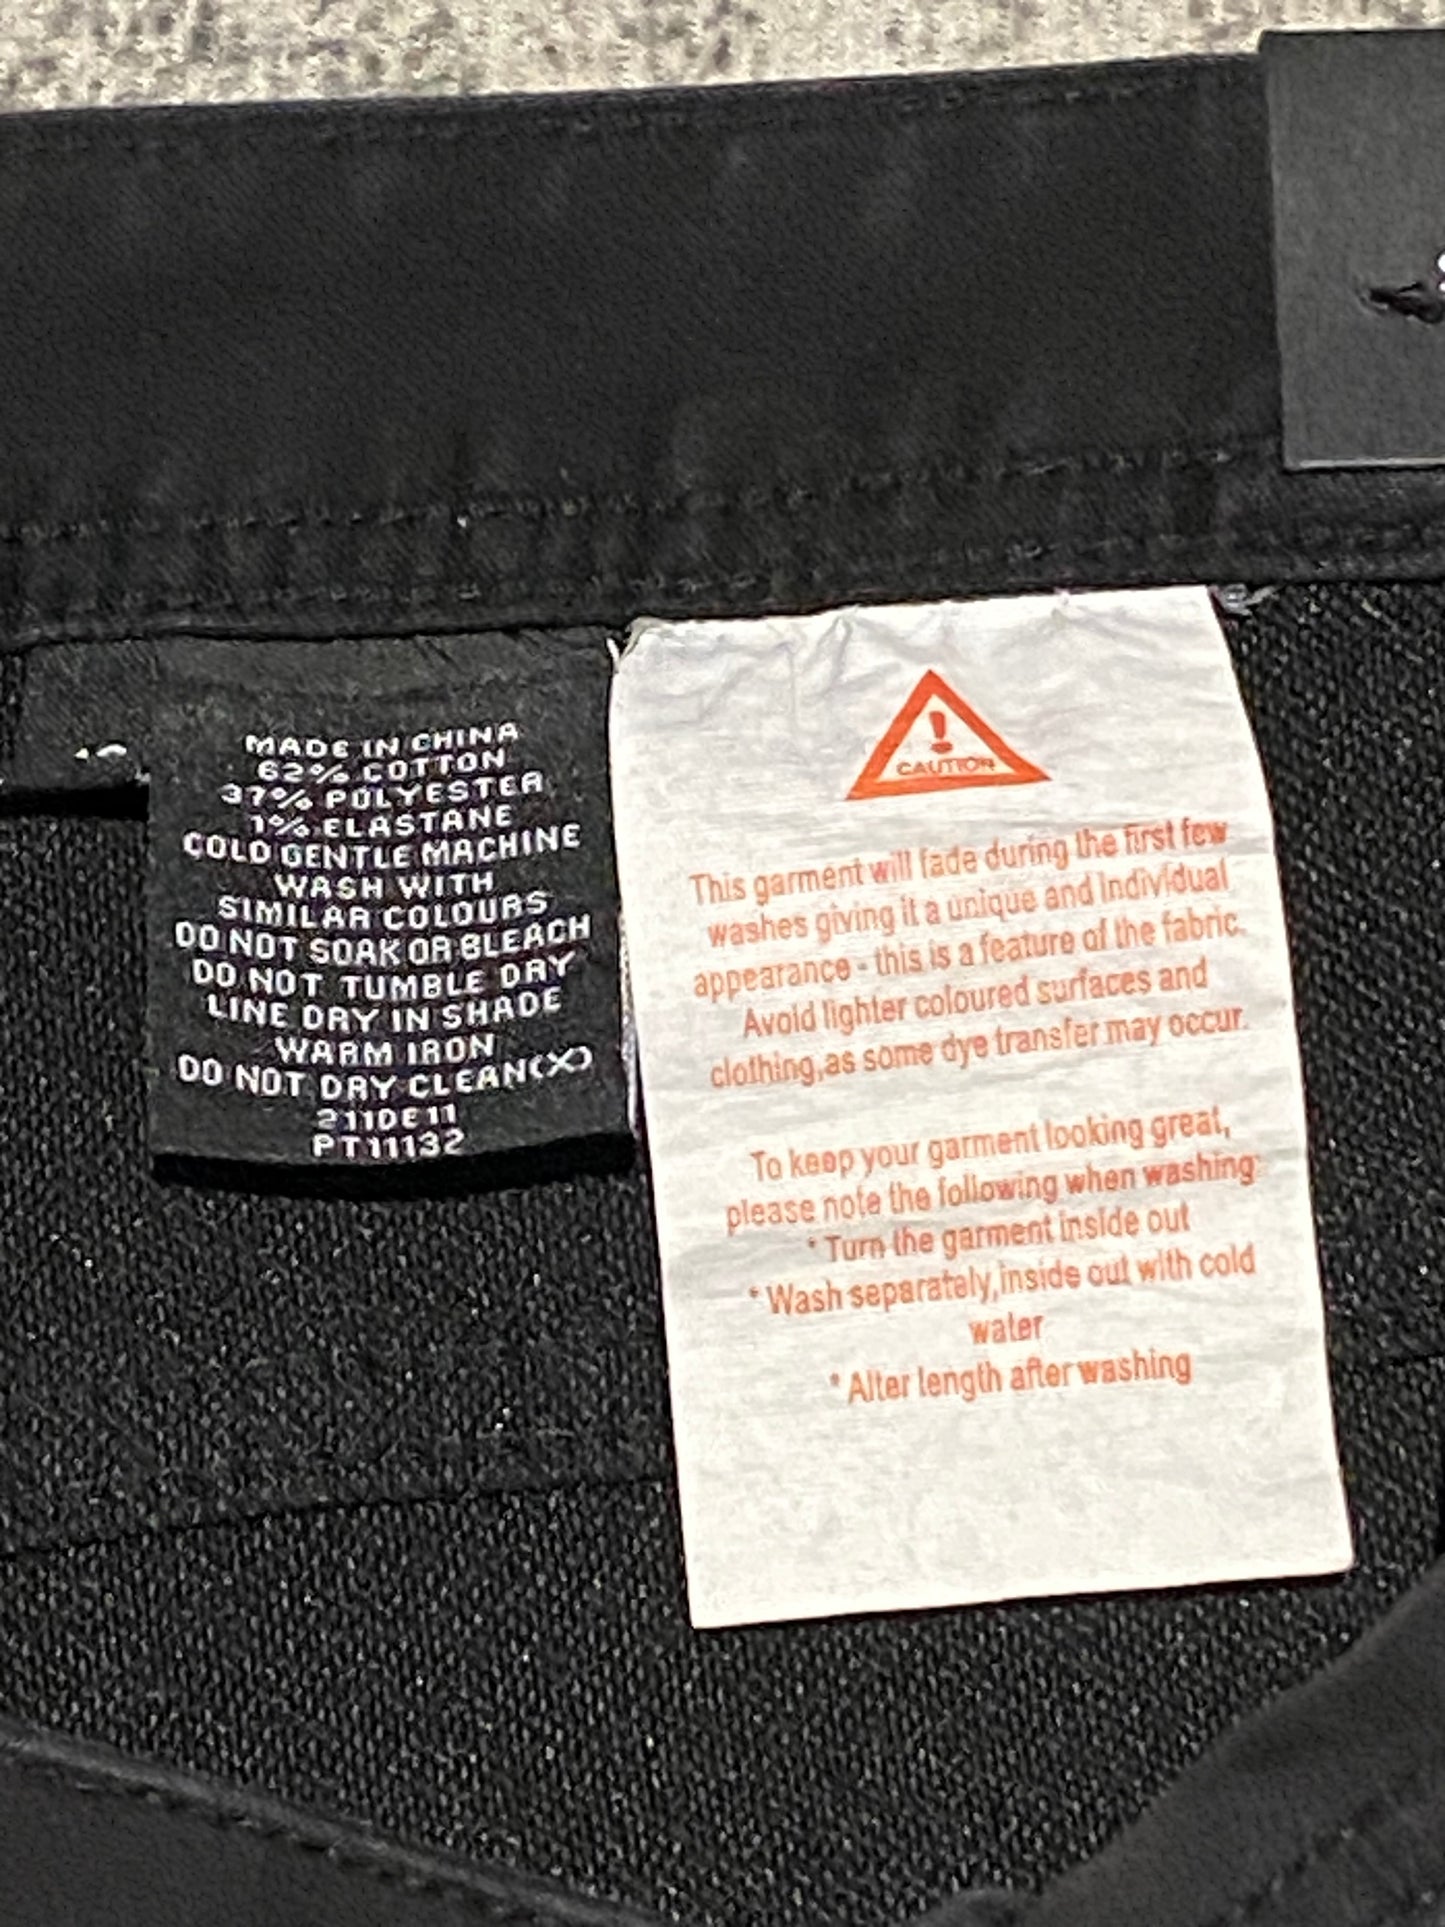 MADE IN CHINA
62% COTTON
37% POLYESTER
1% ELASTANE
COLD GENTLE MACHINE
WASH WITH
SIMILAR COLOURS
DO NOT SOAK OR BLEACH
DO NOT TUMBLE DRY
LINE DRY IN SHADE
WARM IRON
DO NOT DRY CLEAN(X)
211DE11
PT11132
!
CAUTION
This garment will fade during the first few
washes giving it a unique and individual
appearance - this is a feature of the fabric.
Avoid lighter coloured surfaces and
clothing,as some dye transfer may occur.
To keep your garment looking great,
please note the following when washing:
* Turn the garment inside out
* Wash separately,inside out with cold
water
* Alter length after washing